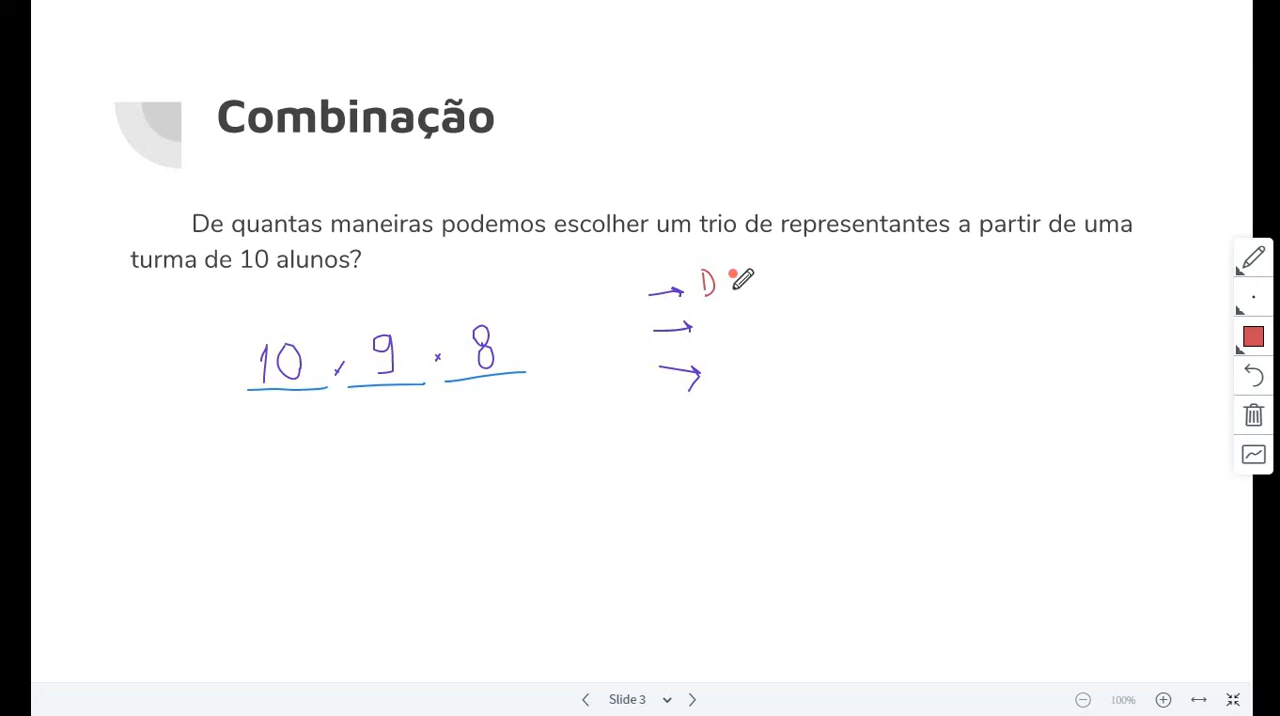 Combinação
De quantas maneiras podemos escolher um trio de representantes a partir de uma
turma de 10 alunos?
→ D
→
10 × 9 × 8
→
Slide 3
100%